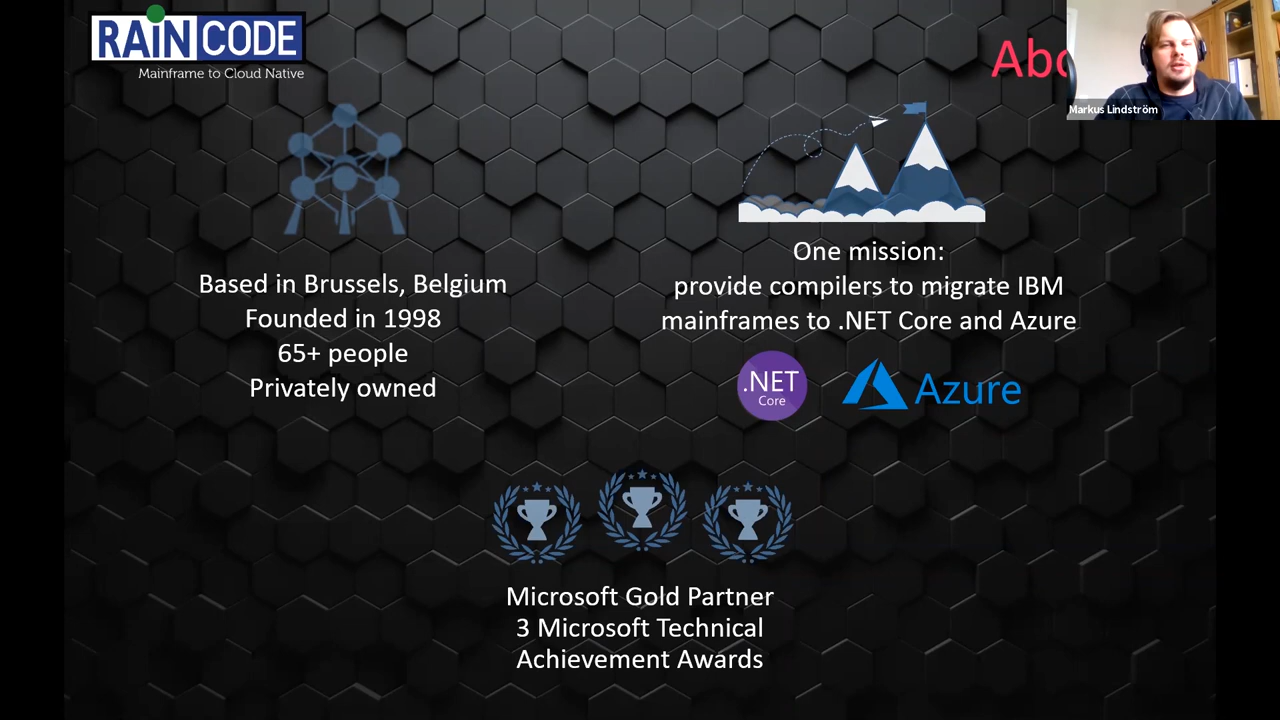 RAINCODE
Mainframe to Cloud Native
Markus Lindström
Based in Brussels, Belgium
Founded in 1998
65+ people
Privately owned
One mission:
provide compilers to migrate IBM
mainframes to .NET Core and Azure
.NET
Core
Azure
Microsoft Gold Partner
3 Microsoft Technical
Achievement Awards